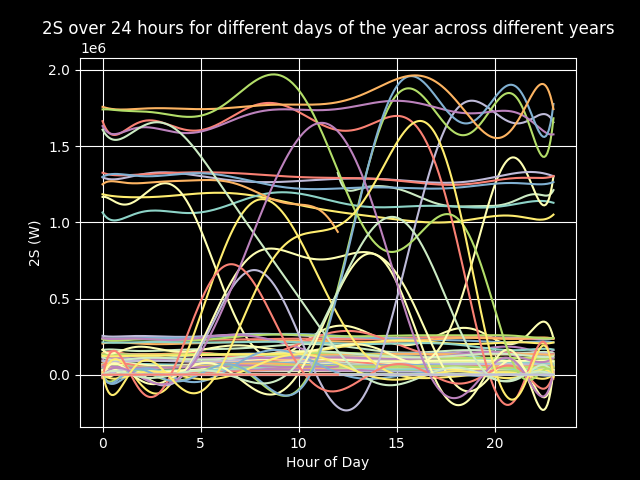 2S over 24 hours for different days of the year across different years
1e6
2.0
1.5
1.0
0.5
0.0
2S (W)
0 5 10 15 20
Hour of Day